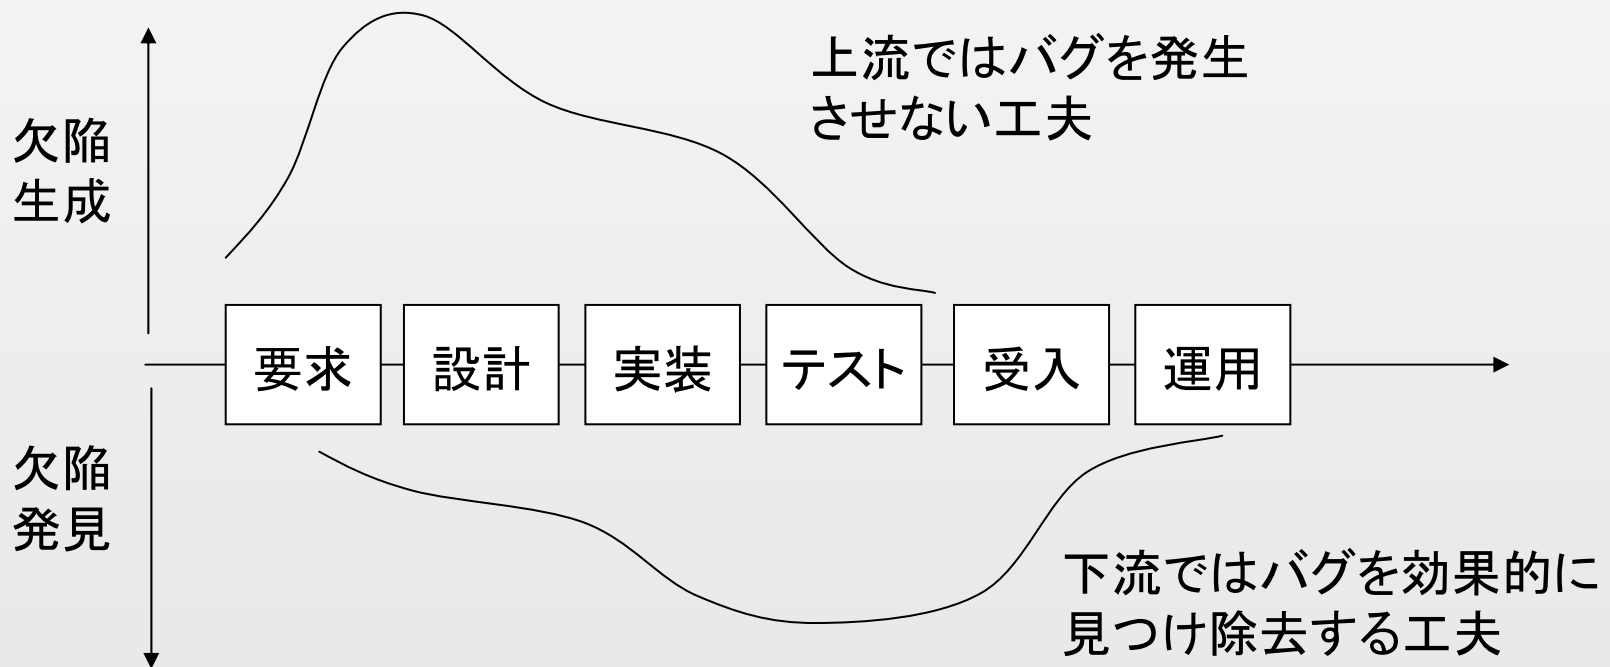 上流ではバグを発生
させない工夫
欠陥
生成
要求
設計
実装
テスト
受入
運用
欠陥
発見
下流ではバグを効果的に
見つけ除去する工夫